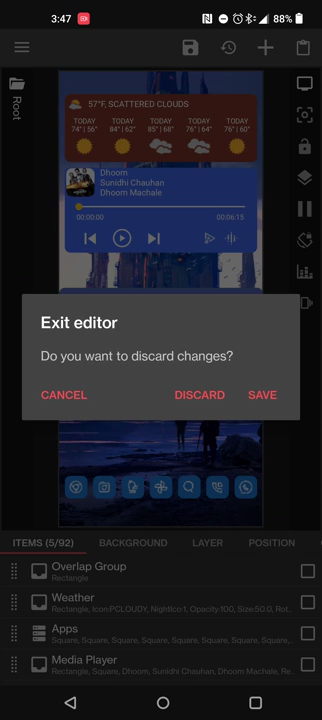 3:47
88%
Root
57°F, SCATTERED CLOUDS
TODAY TODAY TODAY TODAY TODAY
74° | 56° 84° | 62° 85° | 68° 76° | 64° 76° | 60°
Dhoom
Sunidhi Chauhan
Dhoom Machale
00:00:00 00:06:15
Exit editor
Do you want to discard changes?
CANCEL DISCARD SAVE
ITEMS (5/92) BACKGROUND LAYER POSITION
Overlap Group
Rectangle
Weather
Rectangle, Icon:PCLOUDY, NightIco:1, Opacity:100, Size:50.0, Rot...
Apps
Square, Square, Square, Square, Square, Square, Square, Square,...
Media Player
Rectangle, Square, Dhoom, Sunidhi Chauhan, Dhoom Machale, Re...